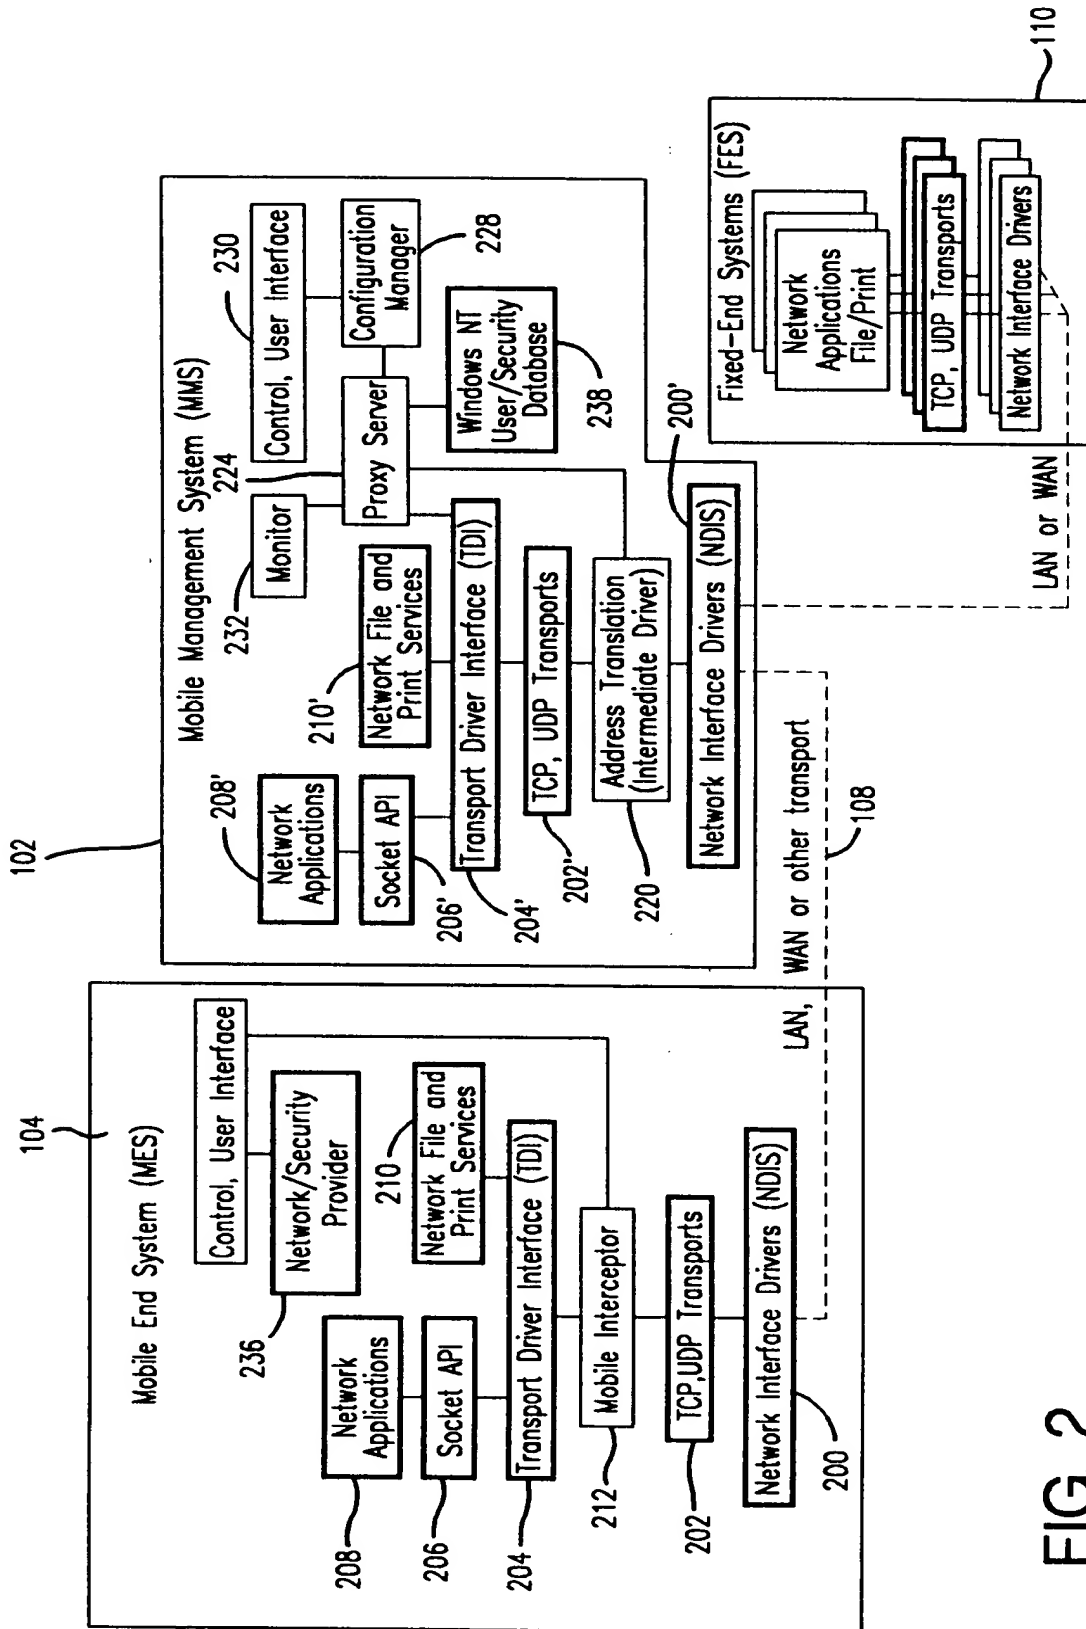 104
Mobile End System (MES)
Control, User Interface
Network/Security
Provider
236
Network
Applications
208
Socket API
206
210
Network File and
Print Services
Transport Driver Interface (TDI)
204
Mobile Interceptor
212
TCP,UDP Transports
202
Network Interface Drivers (NDIS)
200
102
Mobile Management System (MMS)
224
230
Control, User Interface
232
Monitor
Proxy Server
Configuration
Manager
228
Windows NT
User/Security
Database
238
208'
Network
Applications
Socket API
206'
210'
Network File and
Print Services
Transport Driver Interface (TDI)
204'
TCP, UDP Transports
202'
Address Translation
(Intermediate Driver)
220
Network Interface Drivers (NDIS)
200'
LAN, WAN or other transport
108
LAN or WAN
Fixed-End Systems (FES)
Network
Applications
File/Print
TCP, UDP Transports
Network Interface Drivers
110
FIG. 2